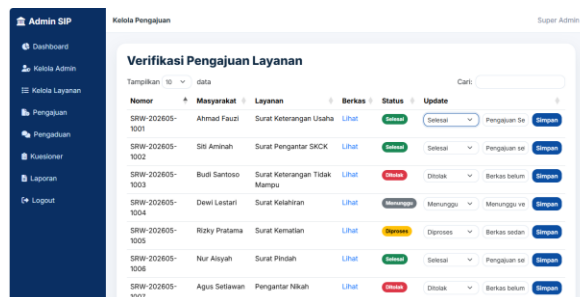 Admin SIP
Kelola Pengajuan
Super Admin
Dashboard
Kelola Admin
Kelola Layanan
Pengajuan
Pengaduan
Kuesioner
Laporan
Logout
Verifikasi Pengajuan Layanan
Tampilkan 10 data
Cari:
Nomor Masyarakat Layanan Berkas Status Update
SRW-202605-1001 Ahmad Fauzi Surat Keterangan Usaha Lihat Selesai Selesai Pengajuan Se Simpan
SRW-202605-1002 Siti Aminah Surat Pengantar SKCK Lihat Selesai Selesai Pengajuan sel Simpan
SRW-202605-1003 Budi Santoso Surat Keterangan Tidak Mampu Lihat Ditolak Ditolak Berkas belum Simpan
SRW-202605-1004 Dewi Lestari Surat Kelahiran Lihat Menunggu Menunggu Menunggu ve Simpan
SRW-202605-1005 Rizky Pratama Surat Kematian Lihat Diproses Diproses Berkas sedan Simpan
SRW-202605-1006 Nur Aisyah Surat Pindah Lihat Selesai Selesai Pengajuan sel Simpan
SRW-202605-1007 Agus Setiawan Pengantar Nikah Lihat Ditolak Ditolak Berkas belum Simpan